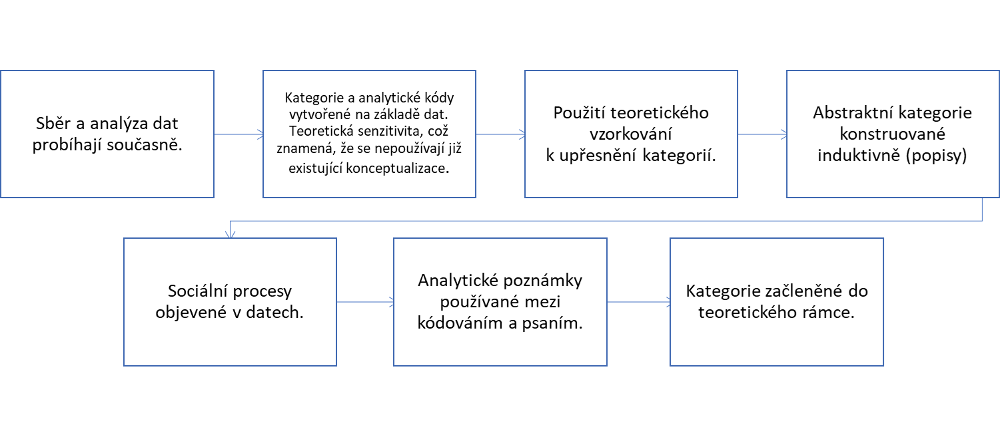 Sběr a analýza dat
probíhají současně.
Kategorie a analytické kódy
vytvořené na základě dat.
Teoretická senzitivita, což
znamená, že se nepoužívají již
existující konceptualizace.
Použití teoretického
vzorkování
k upřesnění kategorií.
Abstraktní kategorie
konstruované
induktivně (popisy)
Sociální procesy
objevené v datech.
Analytické poznámky
používané mezi
kódováním a psaním.
Kategorie začleněné do
teoretického rámce.